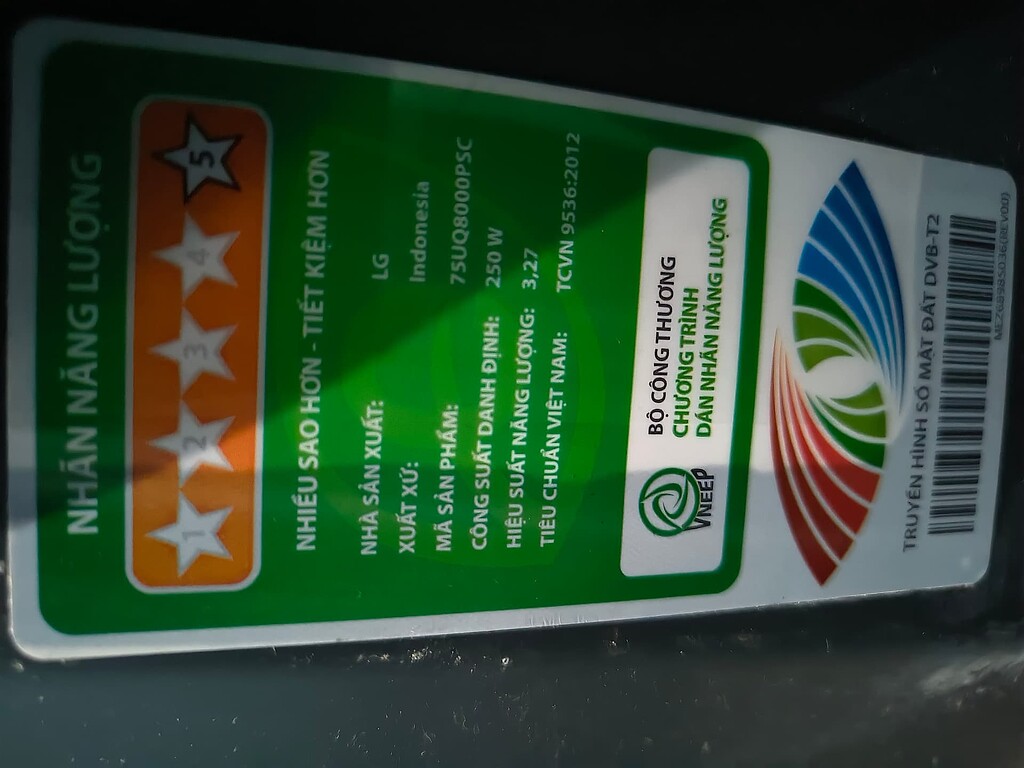 NHÃN NĂNG LƯỢNG
1 2 3 4 5
NHIỀU SAO HƠN - TIẾT KIỆM HƠN
NHÀ SẢN XUẤT: LG
XUẤT XỨ: Indonesia
MÃ SẢN PHẨM: 75UQ8000PSC
CÔNG SUẤT DANH ĐỊNH: 250 W
HIỆU SUẤT NĂNG LƯỢNG: 3,27
TIÊU CHUẨN VIỆT NAM: TCVN 9536:2012
VNEEP
BỘ CÔNG THƯƠNG
CHƯƠNG TRÌNH
DÁN NHÃN NĂNG LƯỢNG
TRUYỀN HÌNH SỐ MẶT ĐẤT DVB-T2
MEZ68985036(REV00)